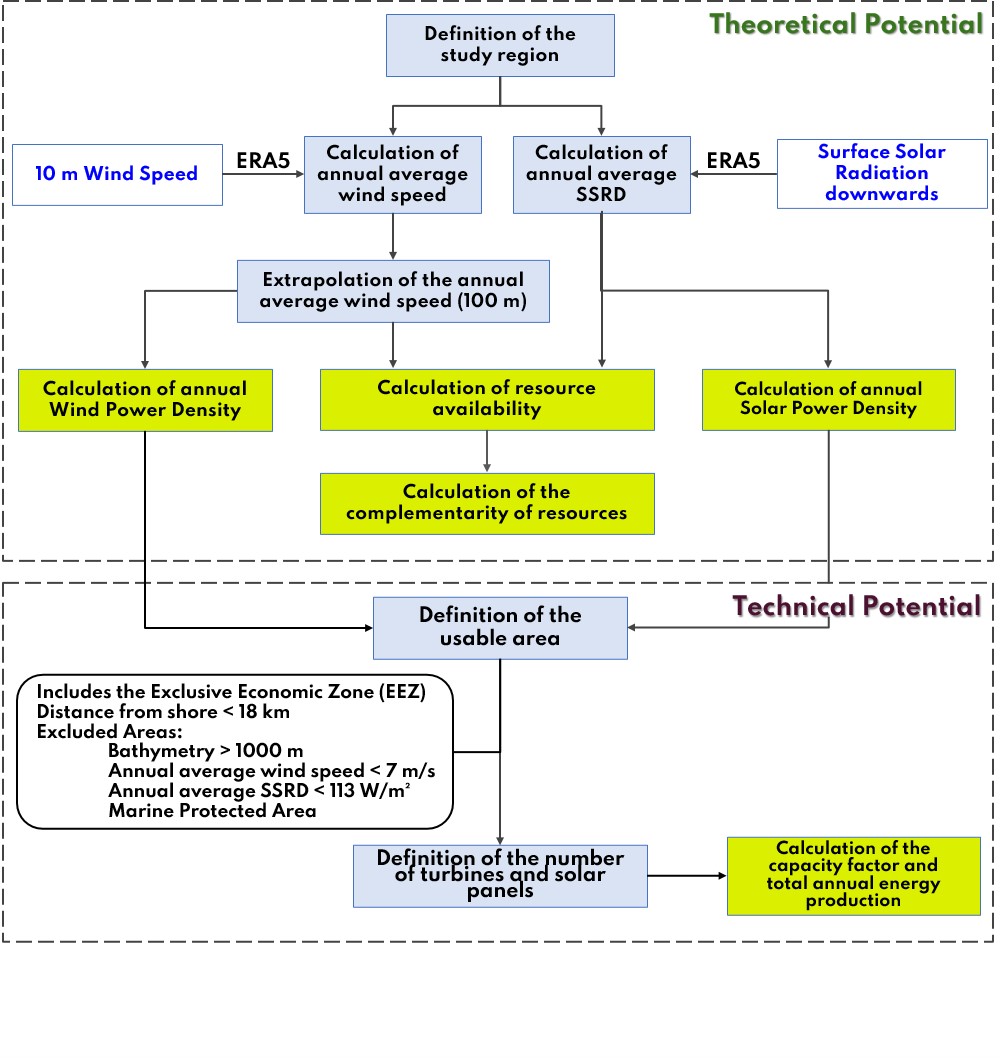 Theoretical Potential
Definition of the
study region
10 m Wind Speed
ERA5
Calculation of
annual average
wind speed
Calculation of
annual average
SSRD
ERA5
Surface Solar
Radiation
downwards
Extrapolation of the annual
average wind speed (100 m)
Calculation of annual
Wind Power Density
Calculation of resource
availability
Calculation of annual
Solar Power Density
Calculation of the
complementarity of resources
Technical Potential
Definition of the
usable area
Includes the Exclusive Economic Zone (EEZ)
Distance from shore < 18 km
Excluded Areas:
Bathymetry > 1000 m
Annual average wind speed < 7 m/s
Annual average SSRD < 113 W/m²
Marine Protected Area
Definition of the number
of turbines and solar
panels
Calculation of the
capacity factor and
total annual energy
production